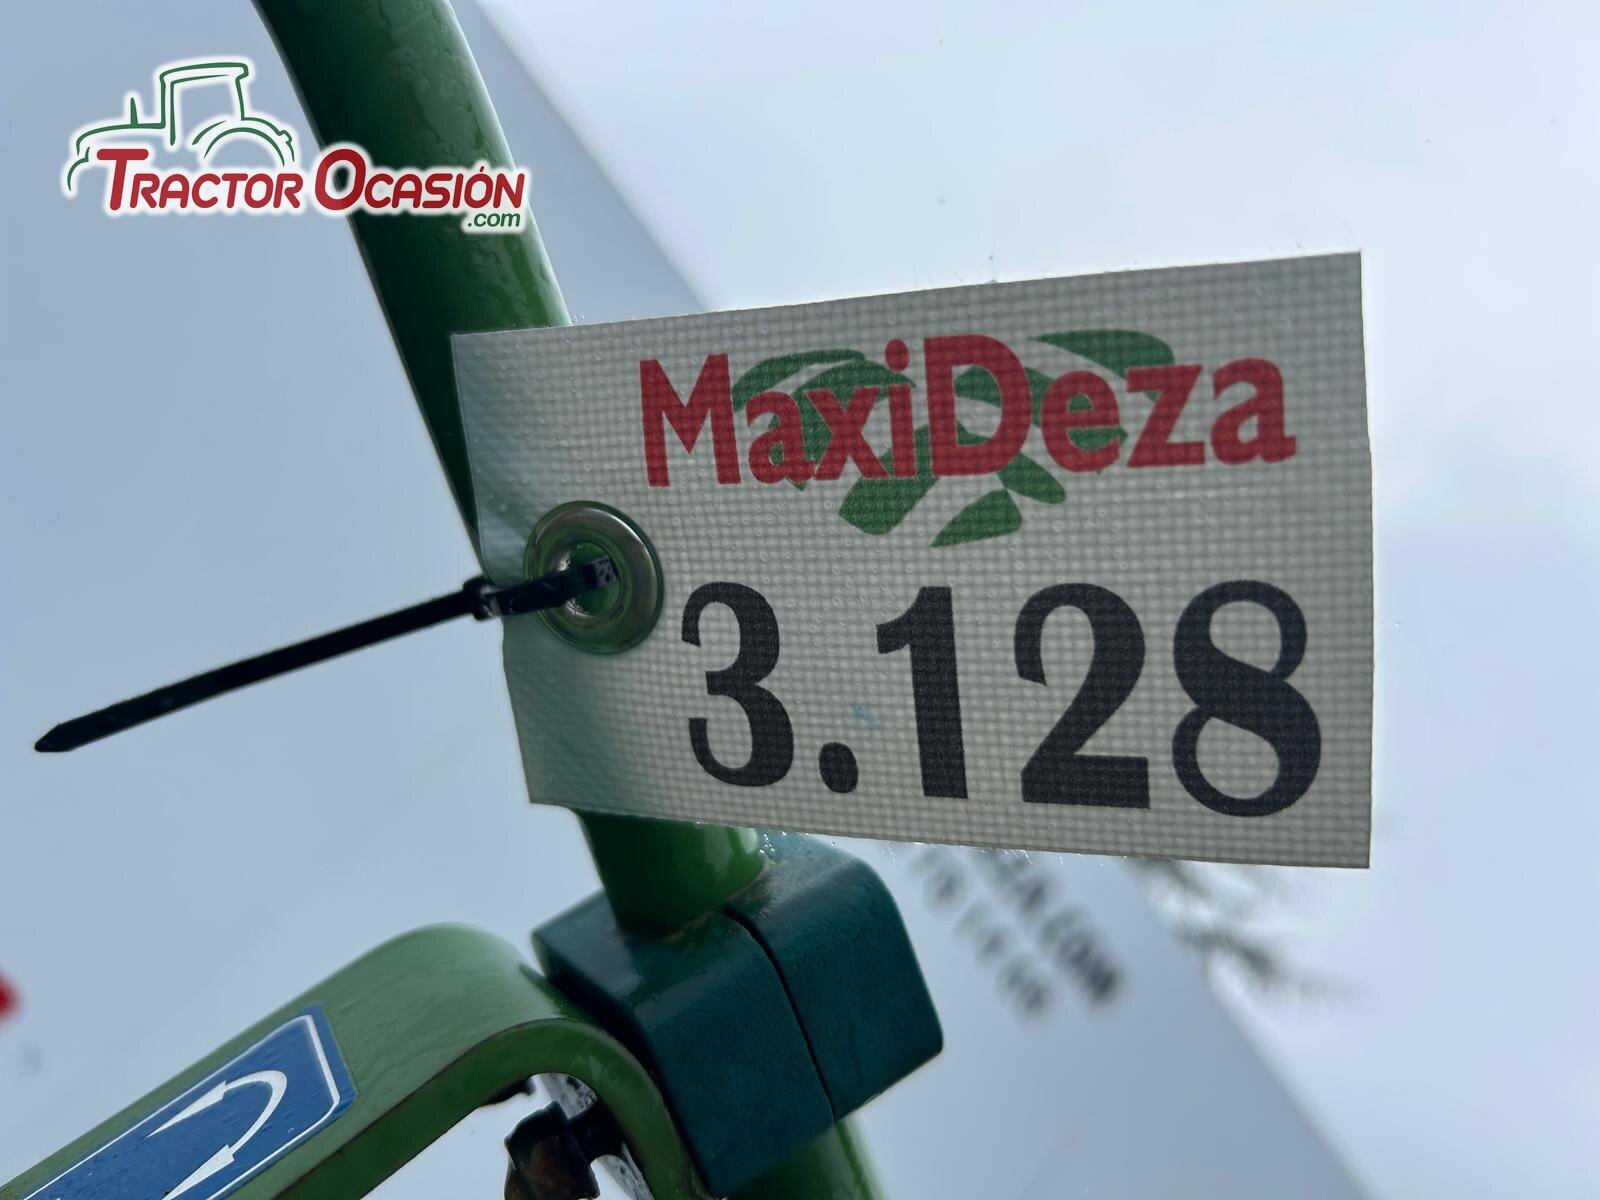 TRACTOR OCASIÓN
.com
MaxiDeza
3.128